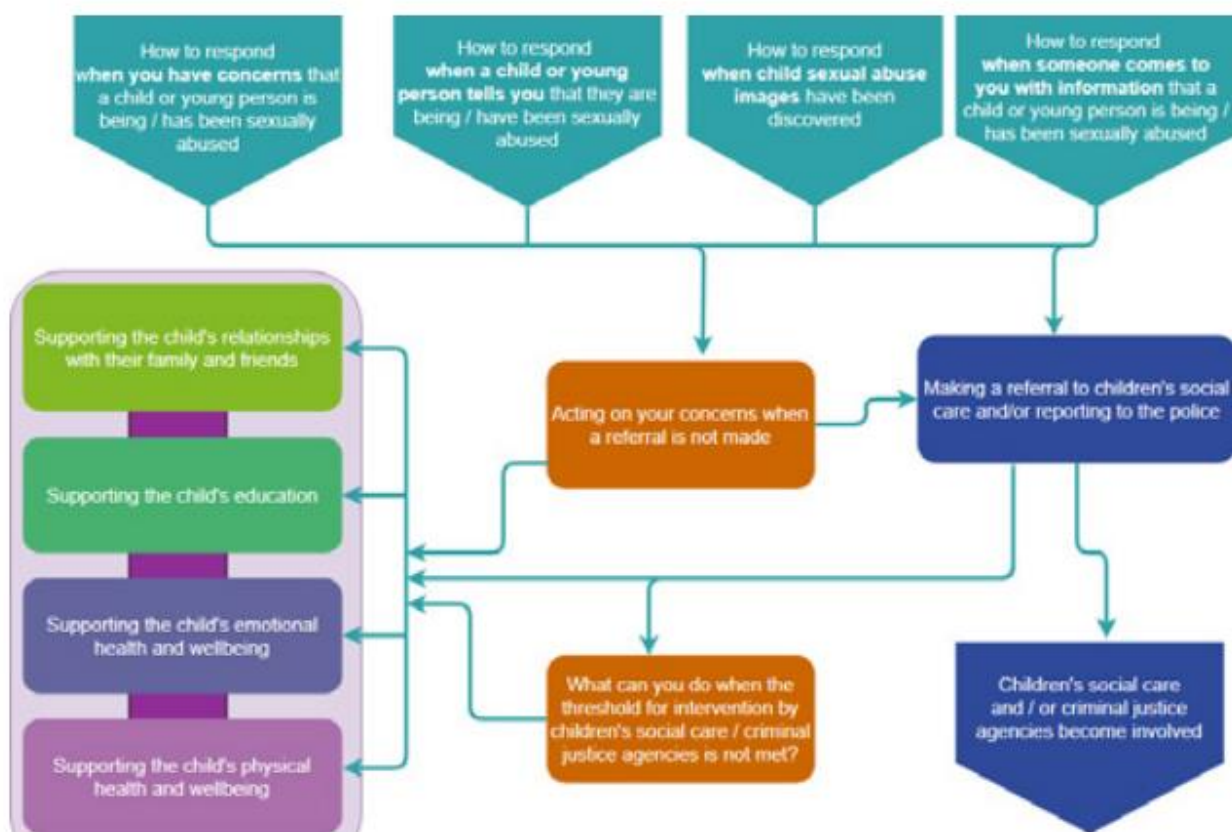 How to respond
when you have concerns that
a child or young person is
being / has been sexually
abused
How to respond
when a child or young
person tells you that they are
being / have been sexually
abused
How to respond
when child sexual abuse
images have been
discovered
How to respond
when someone comes to
you with information that a
child or young person is being /
has been sexually abused
Supporting the child's relationships
with their family and friends
Acting on your concerns when
a referral is not made
Making a referral to children's social
care and/or reporting to the police
Supporting the child's education
Supporting the child's emotional
health and wellbeing
What can you do when the
threshold for intervention by
children's social care / criminal
justice agencies is not met?
Children's social care
and / or criminal justice
agencies become involved
Supporting the child's physical
health and wellbeing